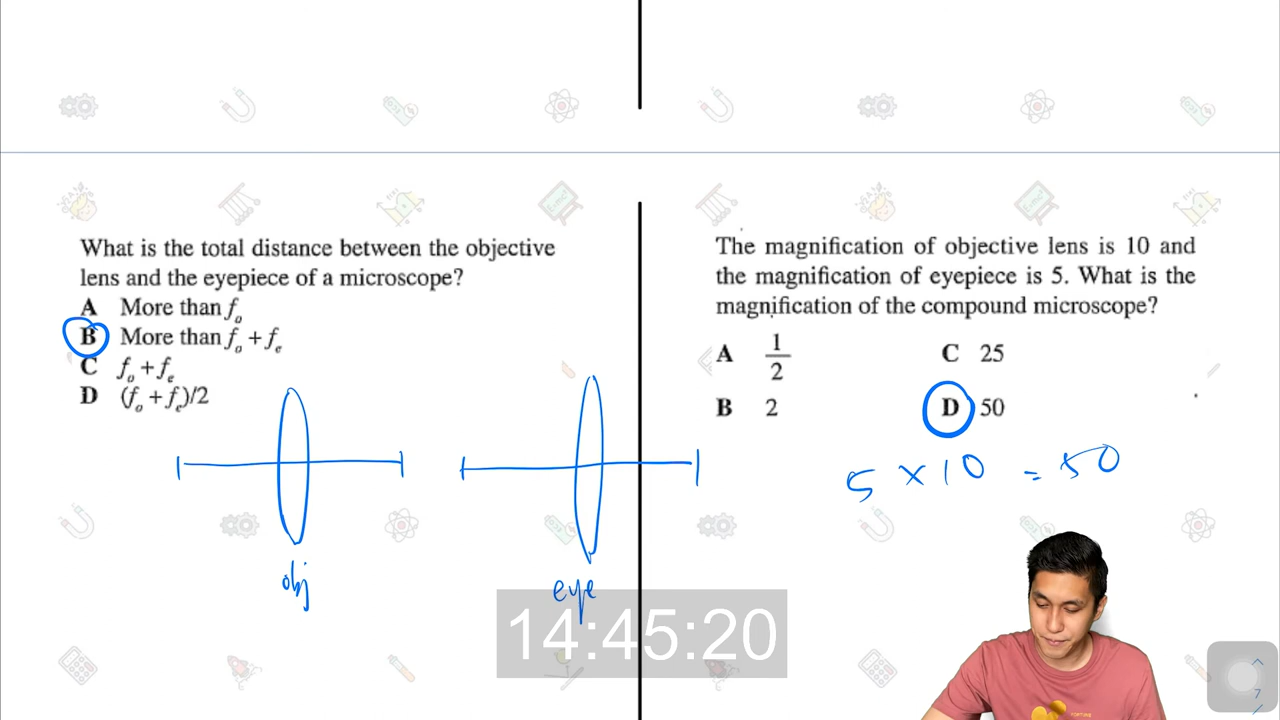 What is the total distance between the objective
lens and the eyepiece of a microscope?
A More than fₒ
B More than fₒ + fₑ
C fₒ + fₑ
D (fₒ + fₑ)/2
obj
eye
The magnification of objective lens is 10 and
the magnification of eyepiece is 5. What is the
magnification of the compound microscope?
A 1/2
C 25
B 2
D 50
5 × 10 = 50
14:45:20
7